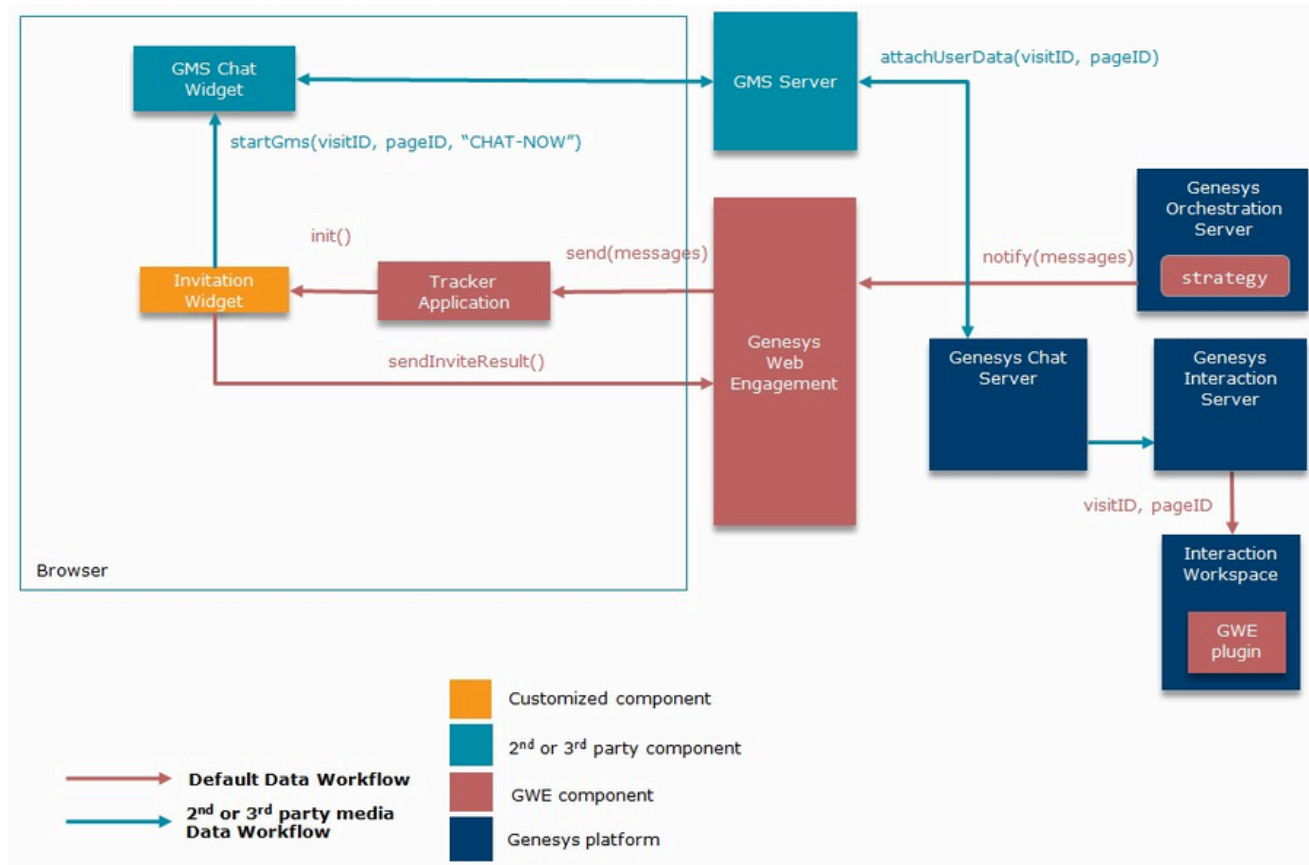 GMS Chat
Widget
GMS Server
attachUserData(visitID, pageID)
startGms(visitID, pageID, “CHAT-NOW”)
Genesys
Orchestration
Server
strategy
init()
send(messages)
notify(messages)
Invitation
Widget
Tracker
Application
Genesys
Web
Engagement
sendInviteResult()
Genesys Chat
Server
Genesys
Interaction
Server
visitID, pageID
Interaction
Workspace
GWE
plugin
Browser
Customized component
2nd or 3rd party component
GWE component
Genesys platform
Default Data Workflow
2nd or 3rd party media
Data Workflow